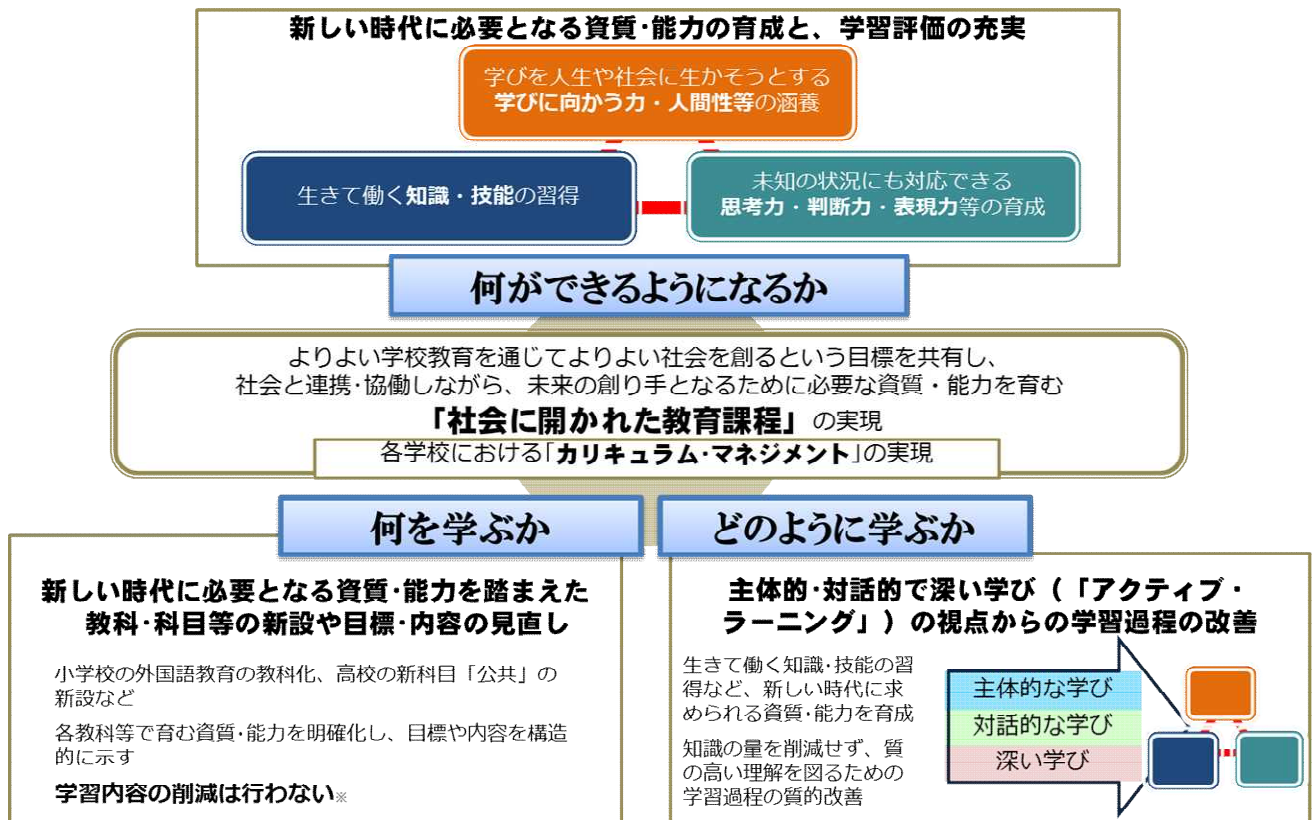 新しい時代に必要となる資質･能力の育成と、学習評価の充実
学びを人生や社会に生かそうとする
学びに向かう力・人間性等の涵養
生きて働く知識・技能の習得
未知の状況にも対応できる
思考力・判断力・表現力等の育成
何ができるようになるか
よりよい学校教育を通じてよりよい社会を創るという目標を共有し、
社会と連携･協働しながら、未来の創り手となるために必要な資質・能力を育む
「社会に開かれた教育課程」の実現
各学校における「カリキュラム･マネジメント」の実現
何を学ぶか
新しい時代に必要となる資質･能力を踏まえた
教科･科目等の新設や目標･内容の見直し
小学校の外国語教育の教科化、高校の新科目「公共」の
新設など
各教科等で育む資質･能力を明確化し、目標や内容を構造
的に示す
学習内容の削減は行わない※
どのように学ぶか
主体的･対話的で深い学び（「アクティブ・
ラーニング」）の視点からの学習過程の改善
生きて働く知識･技能の習
得など、新しい時代に求
められる資質･能力を育成
知識の量を削減せず、質
の高い理解を図るための
学習過程の質的改善
主体的な学び
対話的な学び
深い学び